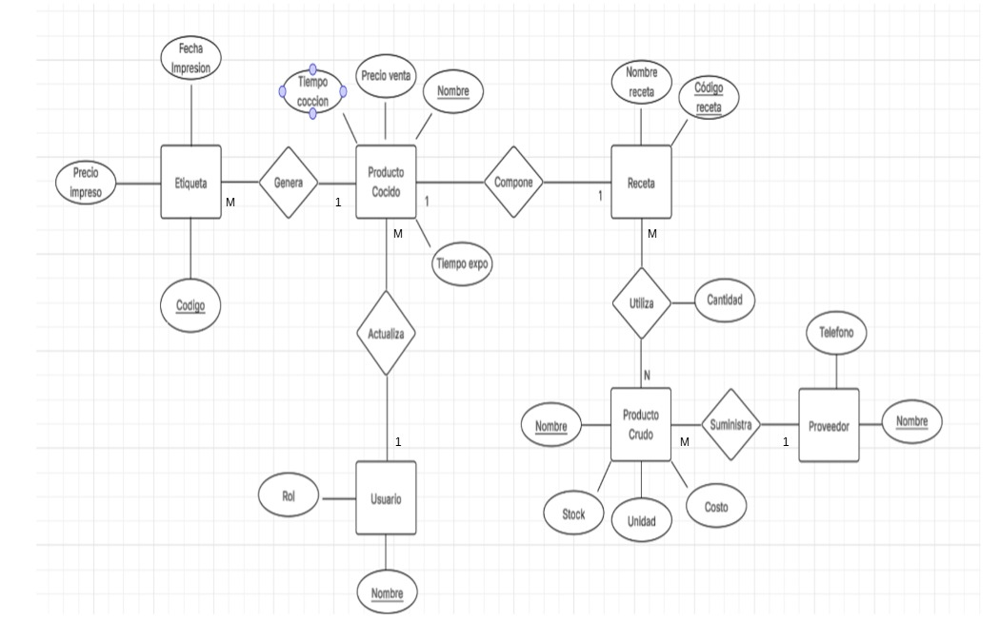 Fecha
Impresion
Tiempo
coccion
Precio venta
Nombre
Nombre
receta
Código
receta
Precio
impreso
Etiqueta
Genera
Producto
Cocido
Compone
Receta
M
1
1
1
M
M
Tiempo expo
Codigo
Utiliza
Cantidad
Actualiza
Telefono
N
Nombre
Producto
Crudo
Suministra
Proveedor
Nombre
1
M
1
Rol
Usuario
Stock
Unidad
Costo
Nombre